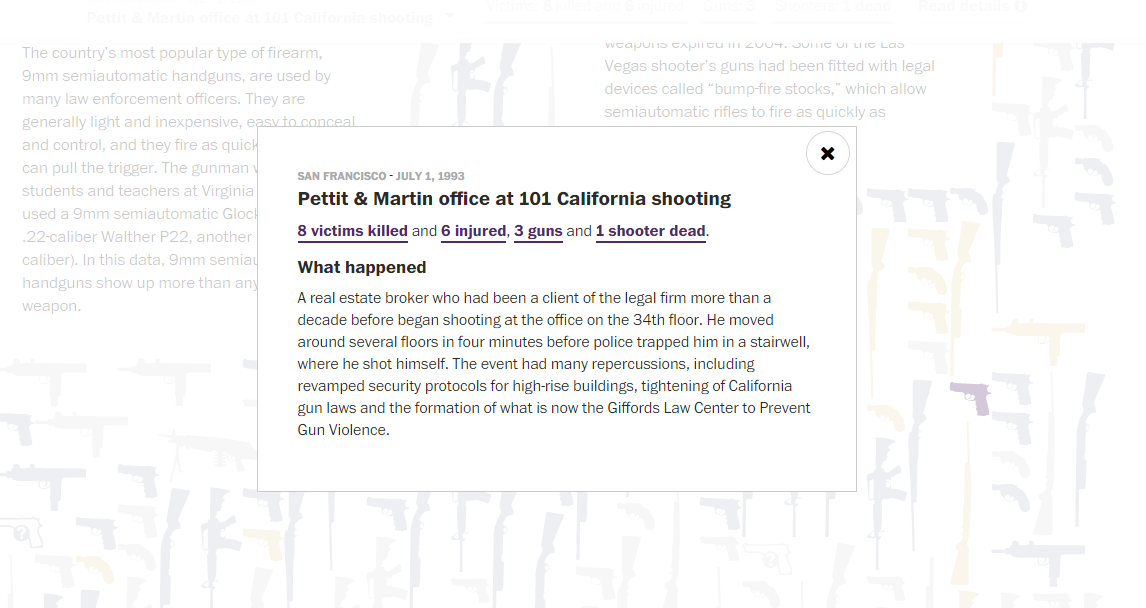 Pettit & Martin office at 101 California shooting
Victims: 8 killed and 6 injured
Guns: 3
Shooters: 1 dead
Read details
The country's most popular type of firearm,
9mm semiautomatic handguns, are used by
many law enforcement officers. They are
generally light and inexpensive, easy to conceal
and control, and they fire as quick
can pull the trigger. The gunman
students and teachers at Virginia
used a 9mm semiautomatic Gloc
.22-caliber Walther P22, another
caliber). In this data, 9mm semiau
handguns show up more than any
weapon.
weapons expired in 2004. Some of the Las
Vegas shooter's guns had been fitted with legal
devices called “bump-fire stocks,” which allow
semiautomatic rifles to fire as quickly as
SAN FRANCISCO - JULY 1, 1993
Pettit & Martin office at 101 California shooting
8 victims killed and 6 injured, 3 guns and 1 shooter dead.
What happened
A real estate broker who had been a client of the legal firm more than a
decade before began shooting at the office on the 34th floor. He moved
around several floors in four minutes before police trapped him in a stairwell,
where he shot himself. The event had many repercussions, including
revamped security protocols for high-rise buildings, tightening of California
gun laws and the formation of what is now the Giffords Law Center to Prevent
Gun Violence.